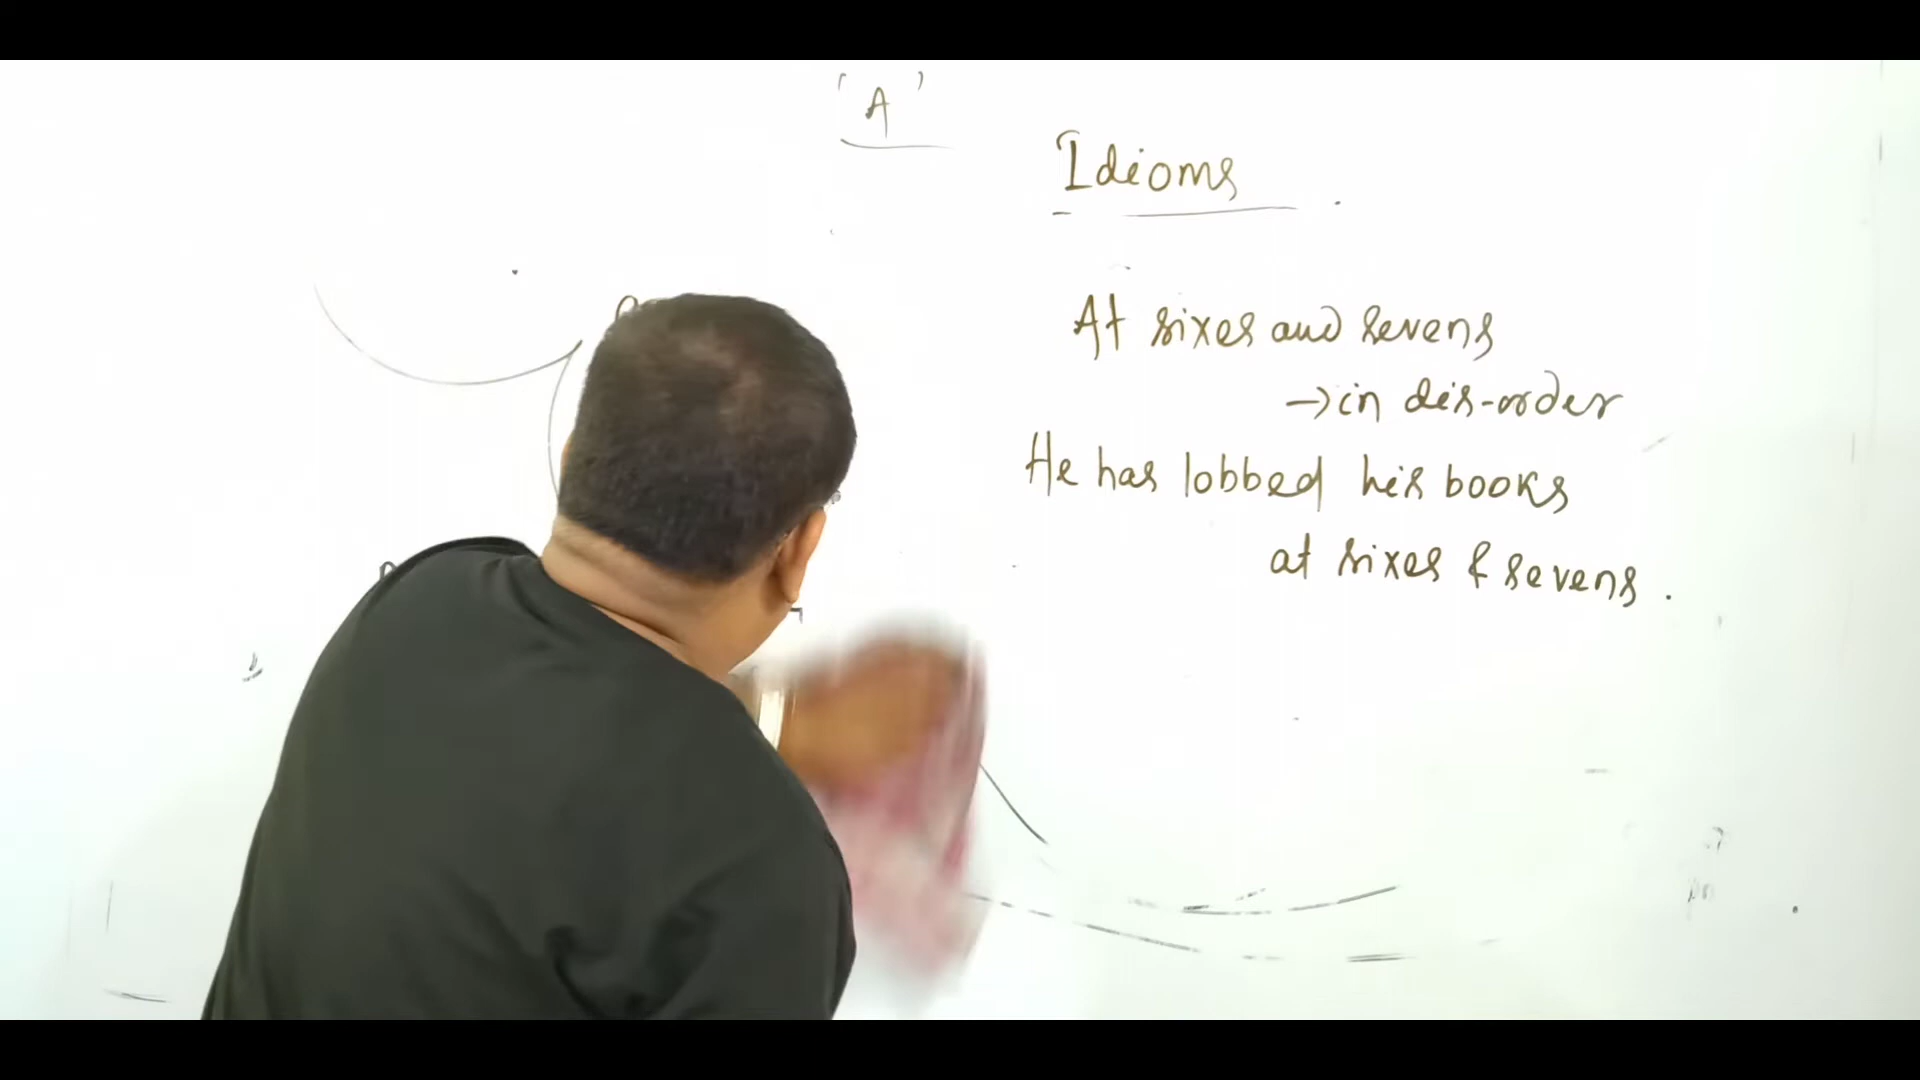 'A'
Idioms
At sixes and sevens
→ in dis-order
He has lobbed his books
at sixes & sevens.